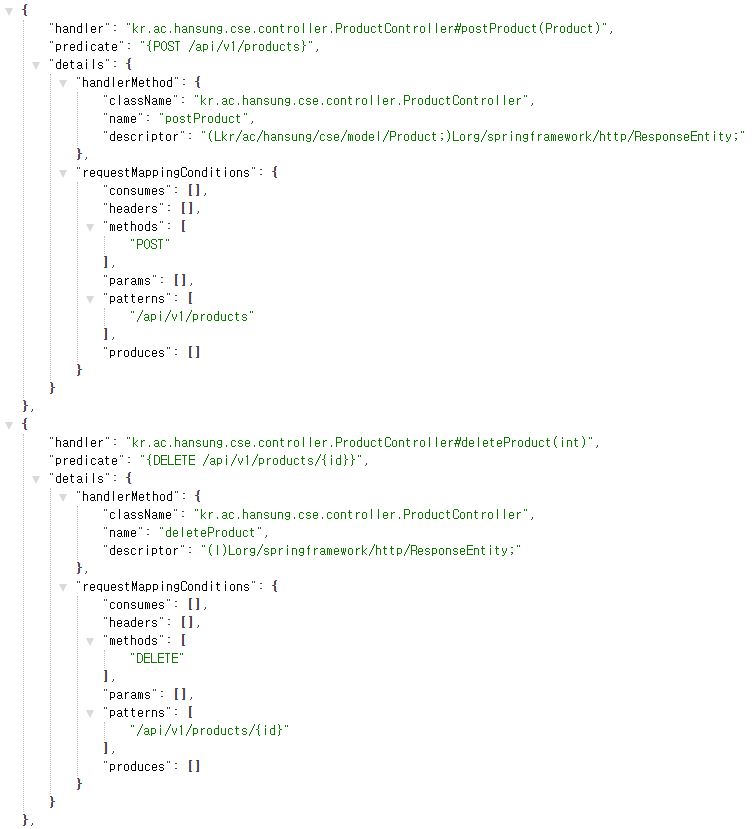 {
"handler": "kr.ac.hansung.cse.controller.ProductController#postProduct(Product)",
"predicate": "{POST /api/v1/products}",
"details": {
"handlerMethod": {
"className": "kr.ac.hansung.cse.controller.ProductController",
"name": "postProduct",
"descriptor": "(Lkr/ac/hansung/cse/model/Product;)Lorg/springframework/http/ResponseEntity;"
},
"requestMappingConditions": {
"consumes": [],
"headers": [],
"methods": [
"POST"
],
"params": [],
"patterns": [
"/api/v1/products"
],
"produces": []
}
}
},
{
"handler": "kr.ac.hansung.cse.controller.ProductController#deleteProduct(int)",
"predicate": "{DELETE /api/v1/products/{id}}",
"details": {
"handlerMethod": {
"className": "kr.ac.hansung.cse.controller.ProductController",
"name": "deleteProduct",
"descriptor": "(I)Lorg/springframework/http/ResponseEntity;"
},
"requestMappingConditions": {
"consumes": [],
"headers": [],
"methods": [
"DELETE"
],
"params": [],
"patterns": [
"/api/v1/products/{id}"
],
"produces": []
}
}
},